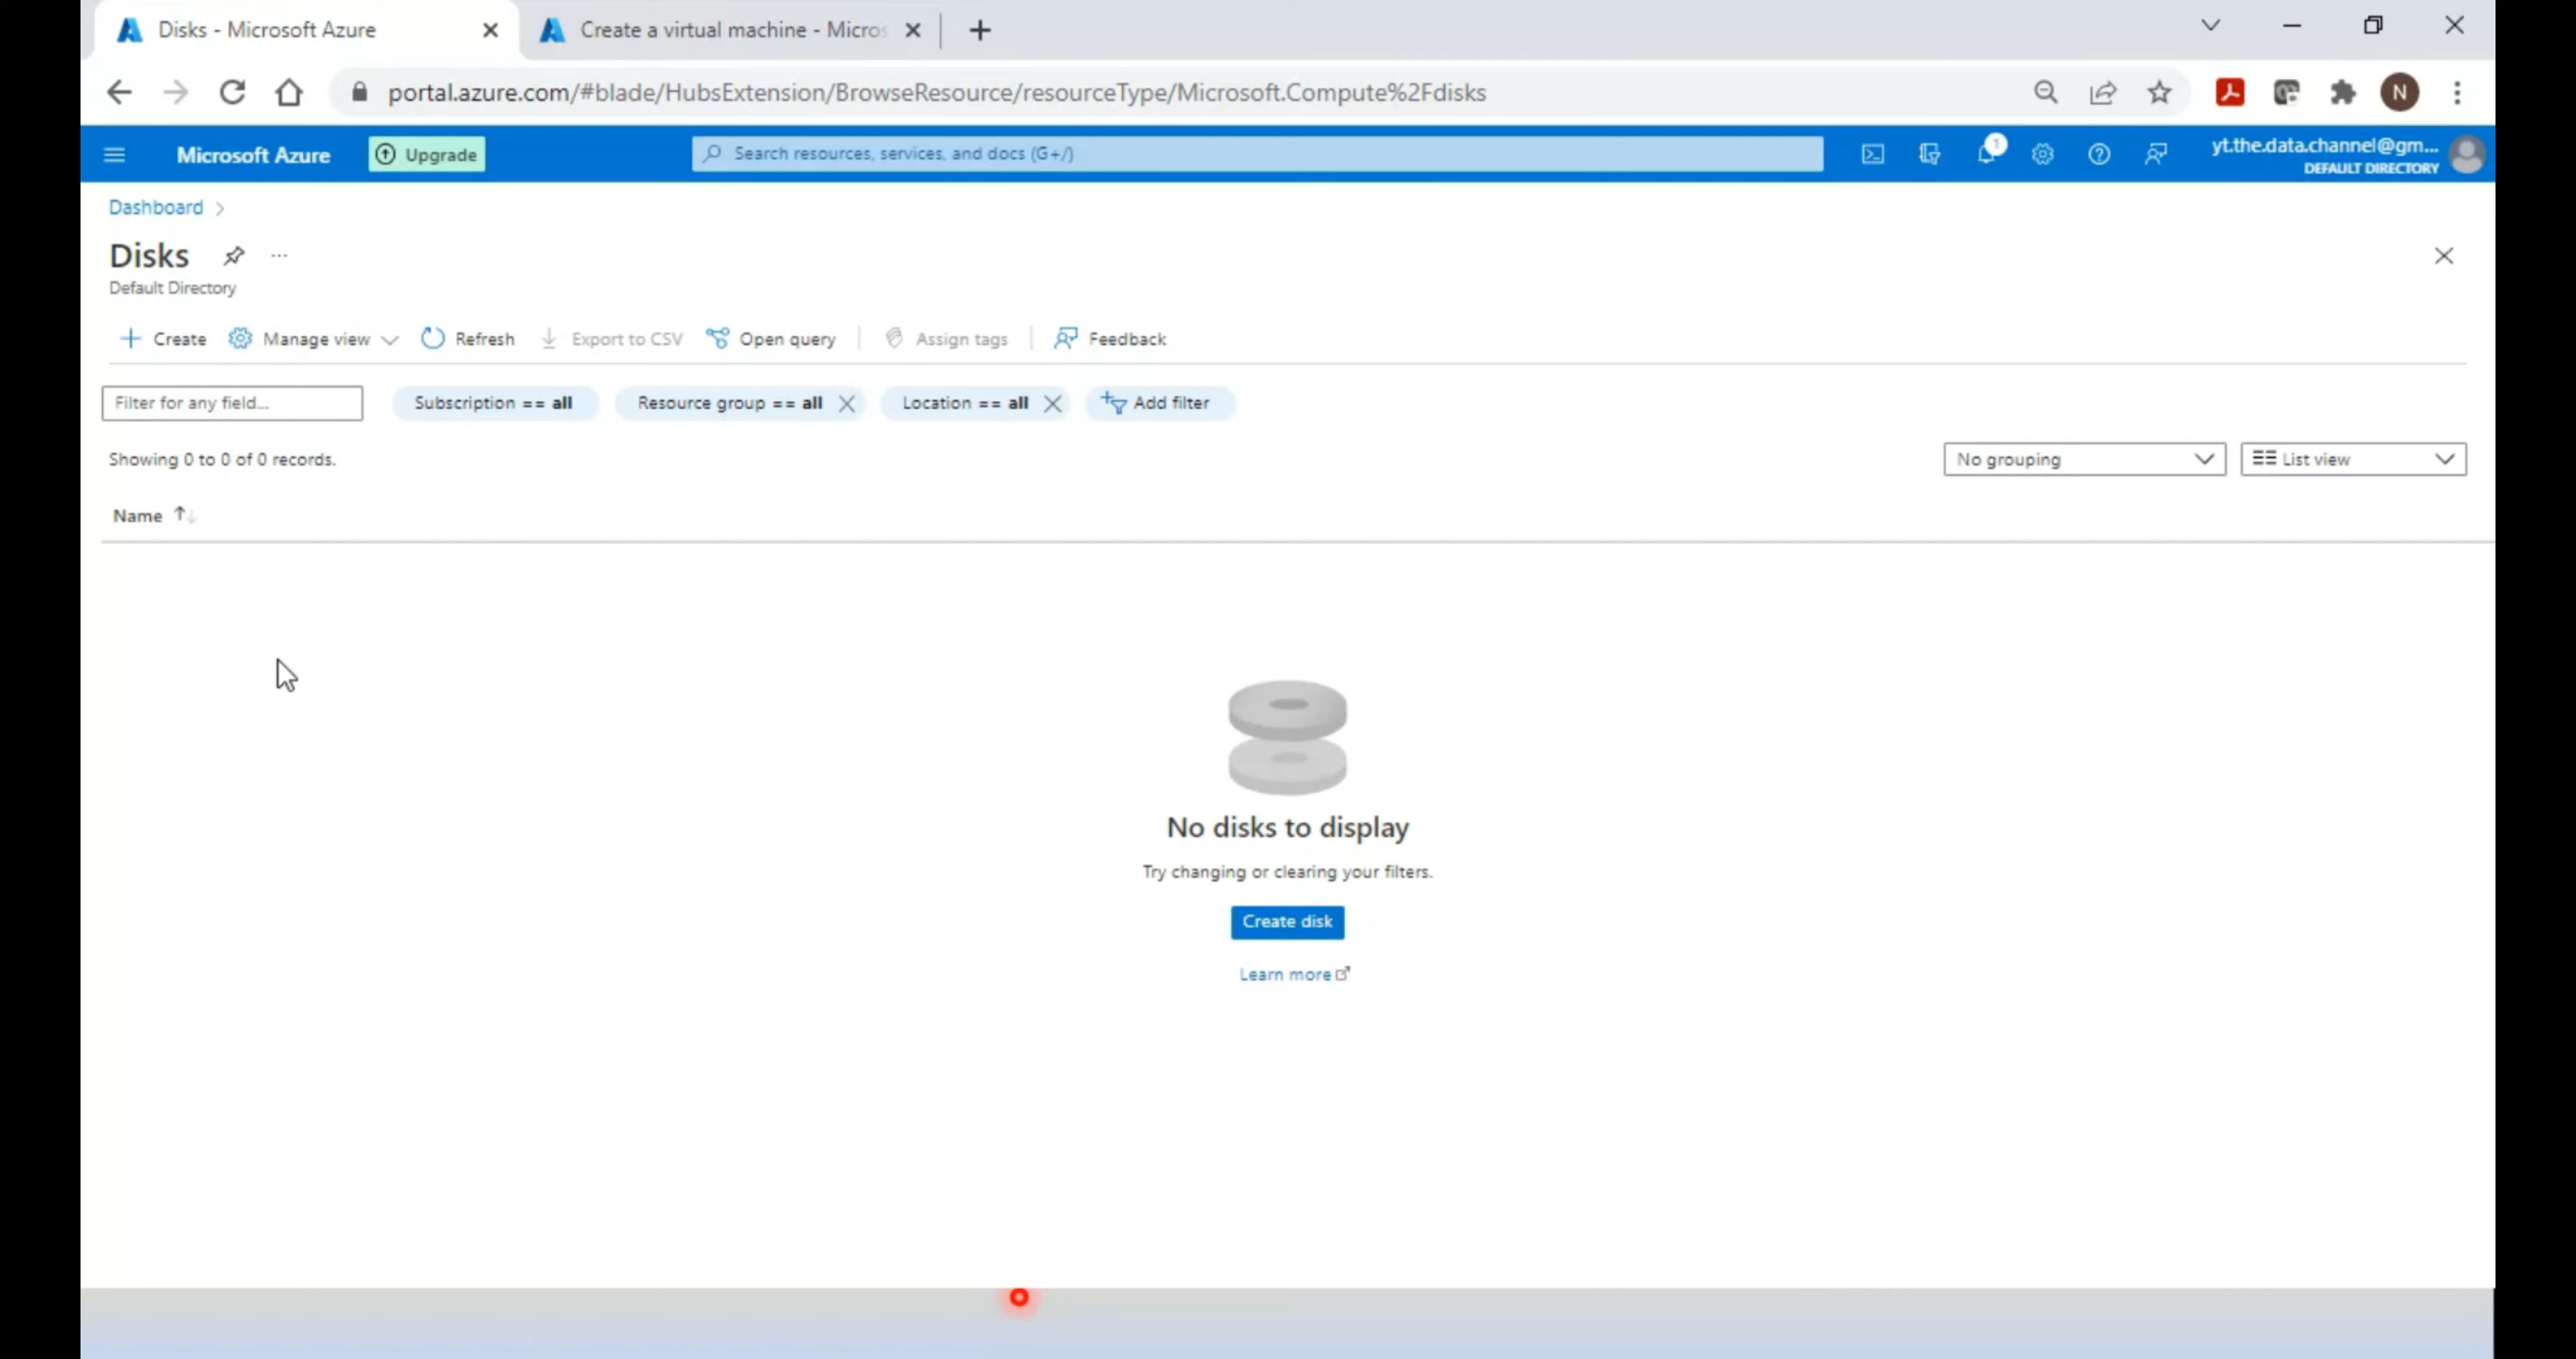 Disks - Microsoft Azure
Create a virtual machine - Micros
portal.azure.com/#blade/HubsExtension/BrowseResource/resourceType/Microsoft.Compute%2Fdisks
N
Microsoft Azure
Upgrade
Search resources, services, and docs (G+/)
1
yt.the.data.channel@gm...
DEFAULT DIRECTORY
Dashboard
Disks
Default Directory
Create
Manage view
Refresh
Export to CSV
Open query
Assign tags
Feedback
Filter for any field...
Subscription == all
Resource group == all
Location == all
Add filter
Showing 0 to 0 of 0 records.
No grouping
List view
Name
No disks to display
Try changing or clearing your filters.
Create disk
Learn more